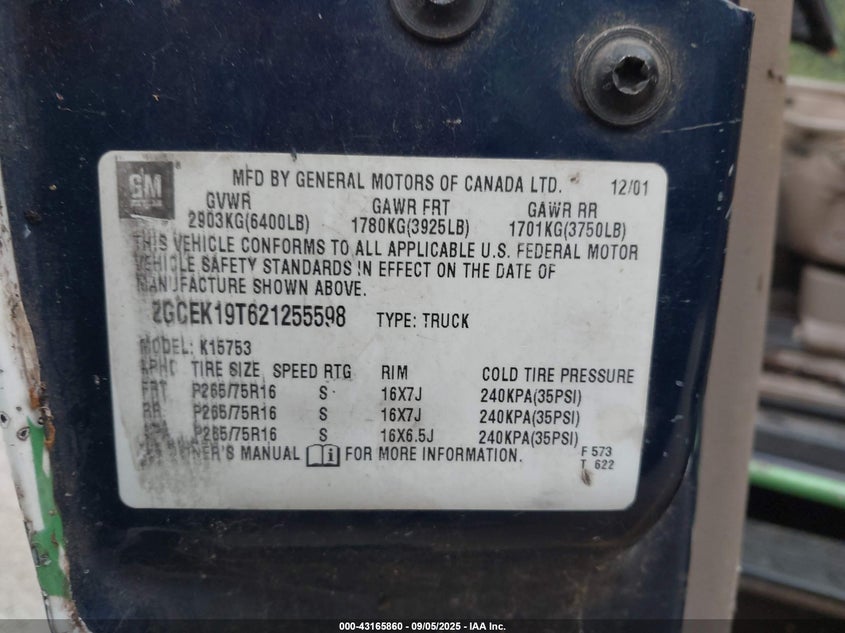 GM
MFD BY GENERAL MOTORS OF CANADA LTD. 12/01
GVWR GAWR FRT GAWR RR
2903KG(6400LB) 1780KG(3925LB) 1701KG(3750LB)
THIS VEHICLE CONFORMS TO ALL APPLICABLE U.S. FEDERAL MOTOR
VEHICLE SAFETY STANDARDS IN EFFECT ON THE DATE OF
MANUFACTURE SHOWN ABOVE.
2GCEK19T621255598 TYPE: TRUCK
MODEL: K15753
TIRE SIZE SPEED RTG RIM COLD TIRE PRESSURE
FRT P265/75R16 S 16X7J 240KPA(35PSI)
RR P265/75R16 S 16X7J 240KPA(35PSI)
P265/75R16 S 16X6.5J 240KPA(35PSI)
MANUAL i FOR MORE INFORMATION.
F 573
T 622
000-43165860 - 09/05/2025 - IAA Inc.